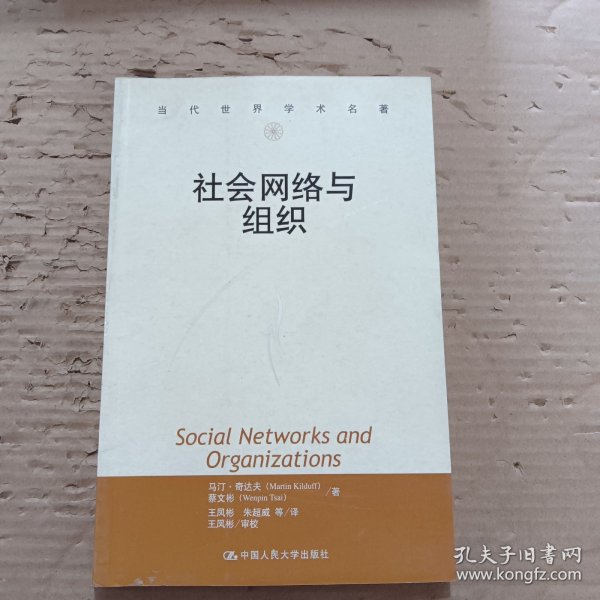 当代世界学术名著
社会网络与
组织
Social Networks and
Organizations
马汀·奇达夫（Martin Kilduff）
蔡文彬（Wenpin Tsai）
/著
王凤彬 朱超威 等/译
王凤彬/审校
中国人民大学出版社
孔夫子旧书网
www.kongfz.com